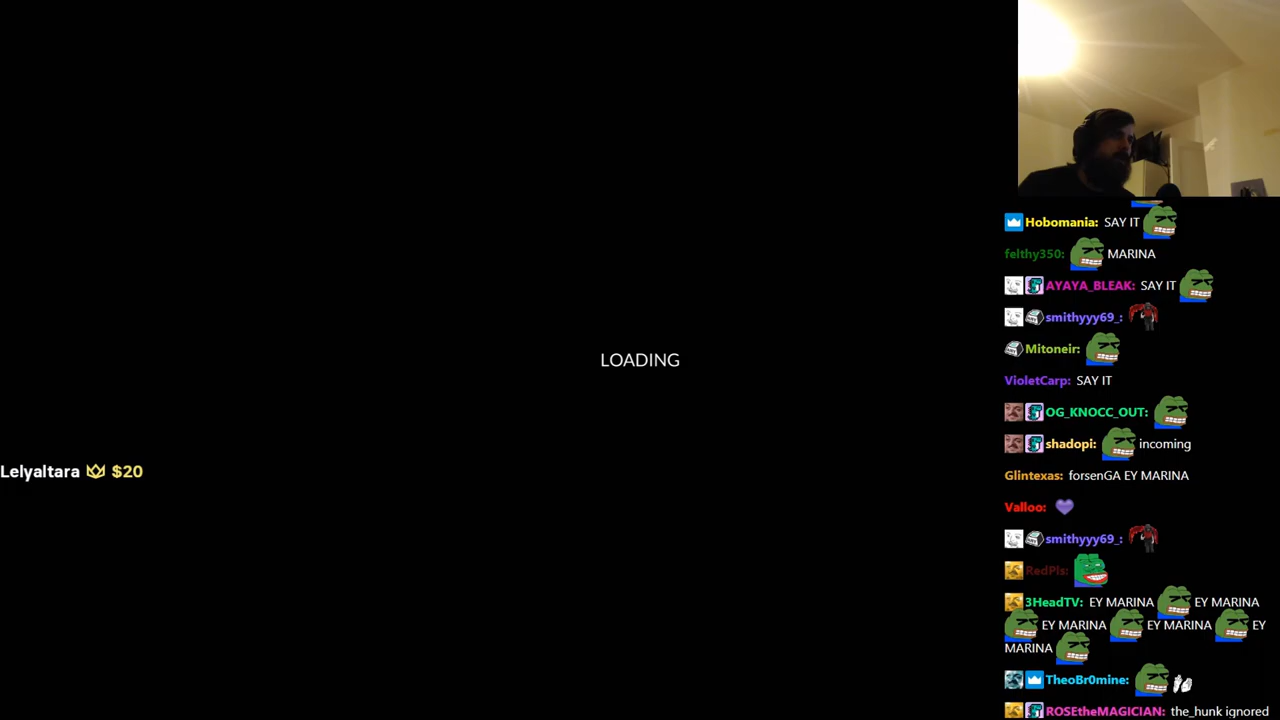 Hobomania: SAY IT
felthy350: MARINA
AYAYA_BLEAK: SAY IT
smithyyy69_:
LOADING
Mitoneir:
VioletCarp: SAY IT
OG_KNOCC_OUT:
shadopi: incoming
Lelyaltara $20
Glintexas: forsenGA EY MARINA
Valloo:
smithyyy69_:
RedPls:
3HeadTV: EY MARINA EY MARINA
EY MARINA EY MARINA EY
MARINA
TheoBr0mine:
ROSEtheMAGICIAN: the_hunk ignored